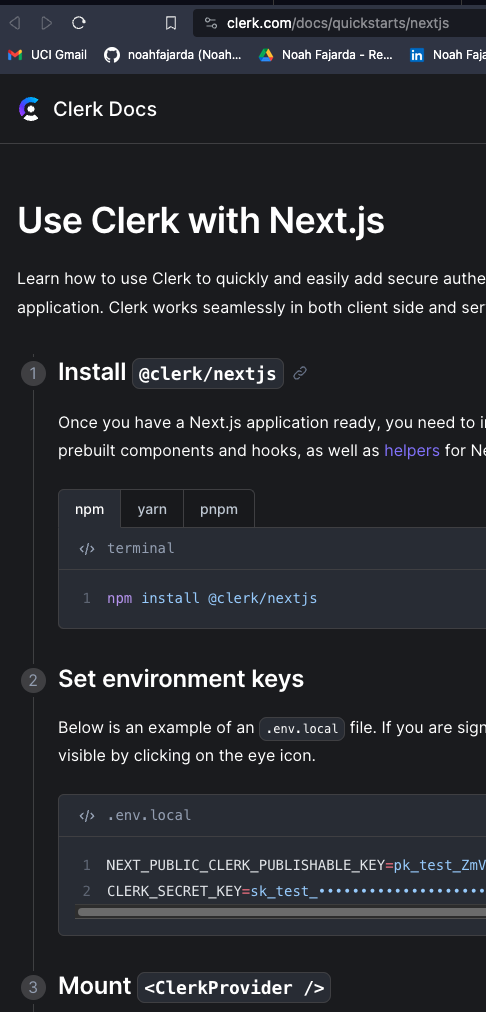 clerk.com/docs/quickstarts/nextjs
UCI Gmail
noahfajarda (Noah...
Noah Fajarda - Re...
Noah Faja
Clerk Docs
Use Clerk with Next.js
Learn how to use Clerk to quickly and easily add secure authe
application. Clerk works seamlessly in both client side and ser
1
Install @clerk/nextjs
Once you have a Next.js application ready, you need to in
prebuilt components and hooks, as well as helpers for Ne
npm yarn pnpm
</> terminal
1 npm install @clerk/nextjs
2
Set environment keys
Below is an example of an .env.local file. If you are sign
visible by clicking on the eye icon.
</> .env.local
1 NEXT_PUBLIC_CLERK_PUBLISHABLE_KEY=pk_test_ZmV
2 CLERK_SECRET_KEY=sk_test_••••••••••••••••••••
3
Mount <ClerkProvider />